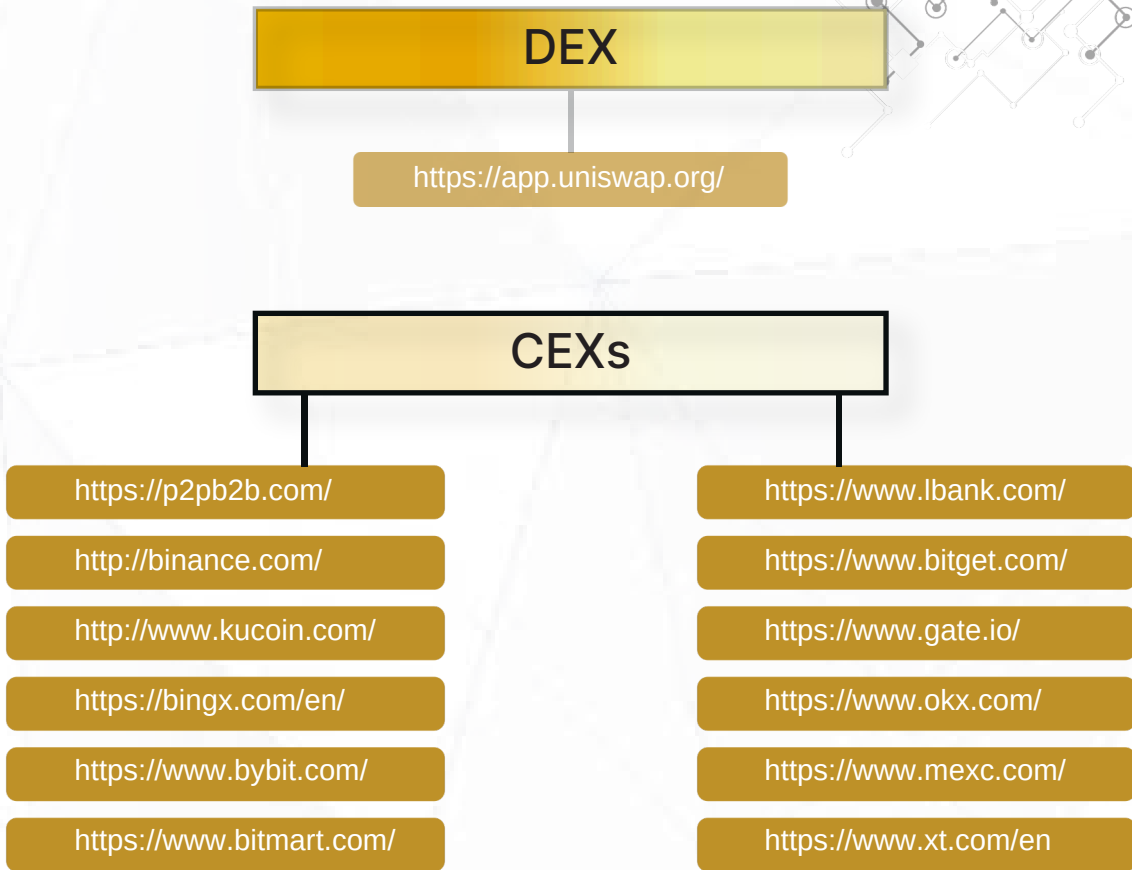 DEX
https://app.uniswap.org/
CEXs
https://p2pb2b.com/
http://binance.com/
http://www.kucoin.com/
https://bingx.com/en/
https://www.bybit.com/
https://www.bitmart.com/
https://www.lbank.com/
https://www.bitget.com/
https://www.gate.io/
https://www.okx.com/
https://www.mexc.com/
https://www.xt.com/en